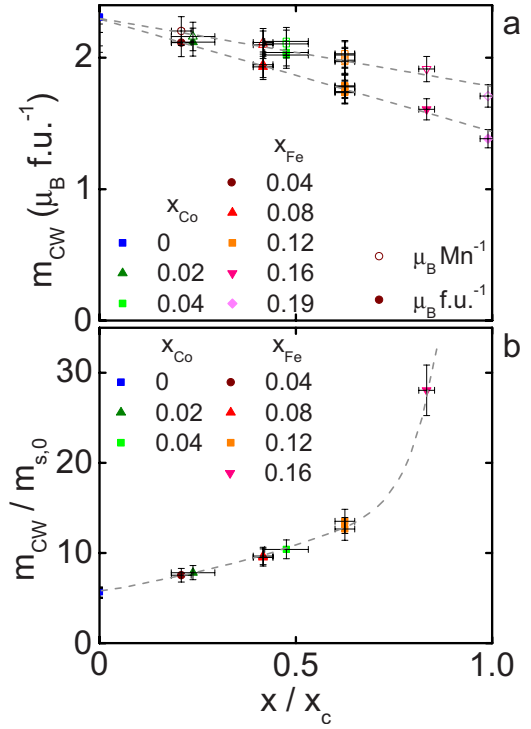 a
2
1
0
m_CW (μ_B f.u.⁻¹)
x_Co
0
0.02
0.04
x_Fe
0.04
0.08
0.12
0.16
0.19
μ_B Mn⁻¹
μ_B f.u.⁻¹
b
30
20
10
0
m_CW / m_s,0
x_Co
0
0.02
0.04
x_Fe
0.04
0.08
0.12
0.16
0
0.5
1.0
x / x_c